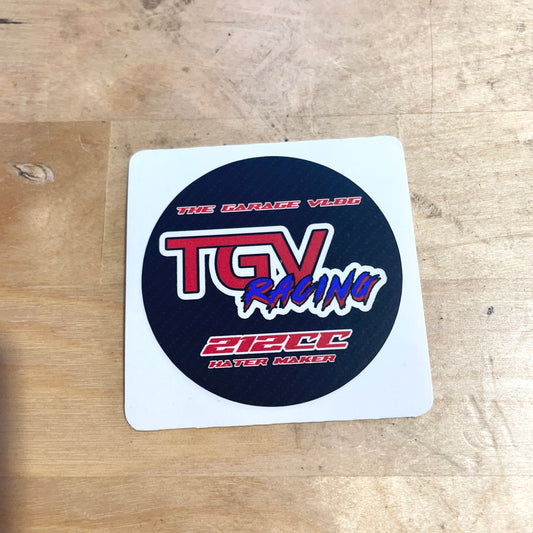 THE GARAGE VLOG
TGV
RACING
212CC
HATER MAKER